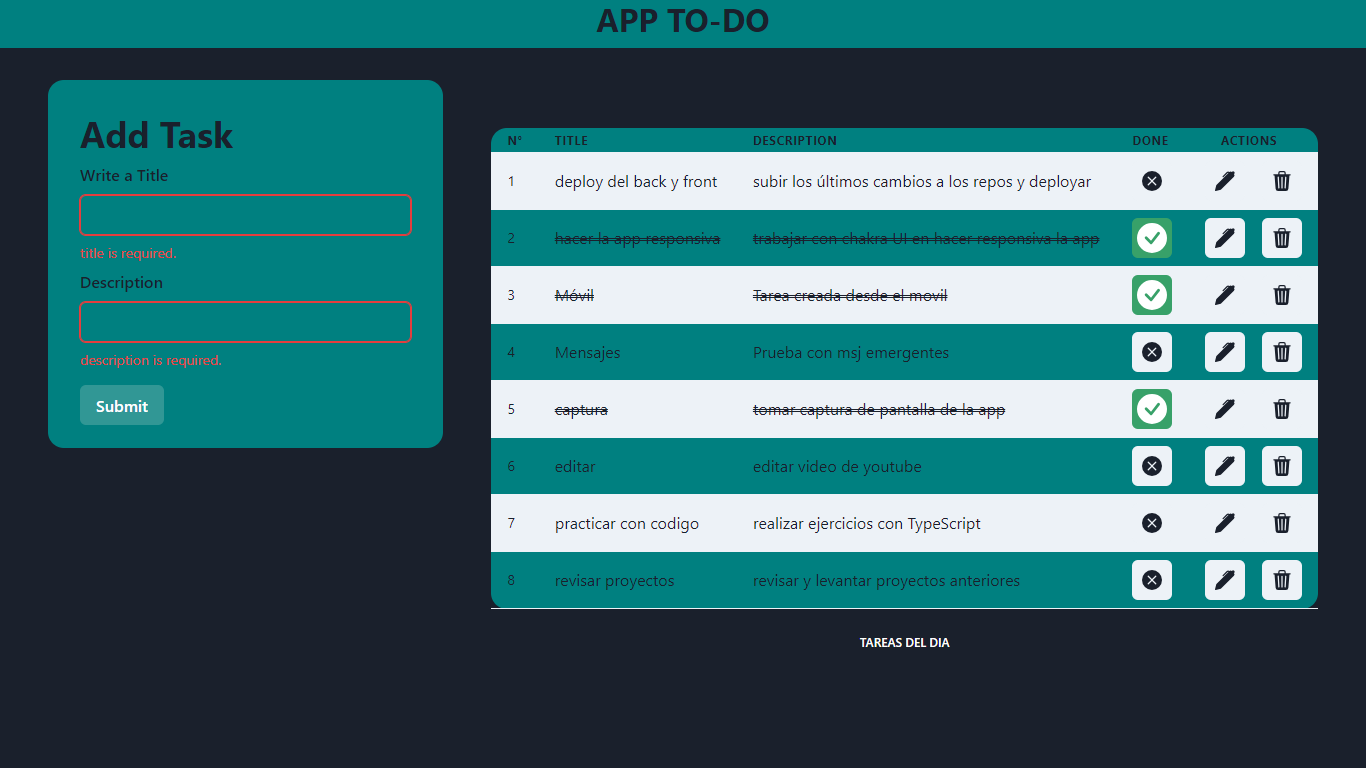 APP TO-DO
Add Task
Write a Title
title is required.
Description
description is required.
Submit
Nº TITLE DESCRIPTION DONE ACTIONS
1 deploy del back y front subir los últimos cambios a los repos y deployar
2 hacer la app responsiva trabajar con chakra UI en hacer responsiva la app
3 Móvil Tarea creada desde el movil
4 Mensajes Prueba con msj emergentes
5 captura tomar captura de pantalla de la app
6 editar editar video de youtube
7 practicar con codigo realizar ejercicios con TypeScript
8 revisar proyectos revisar y levantar proyectos anteriores
TAREAS DEL DIA